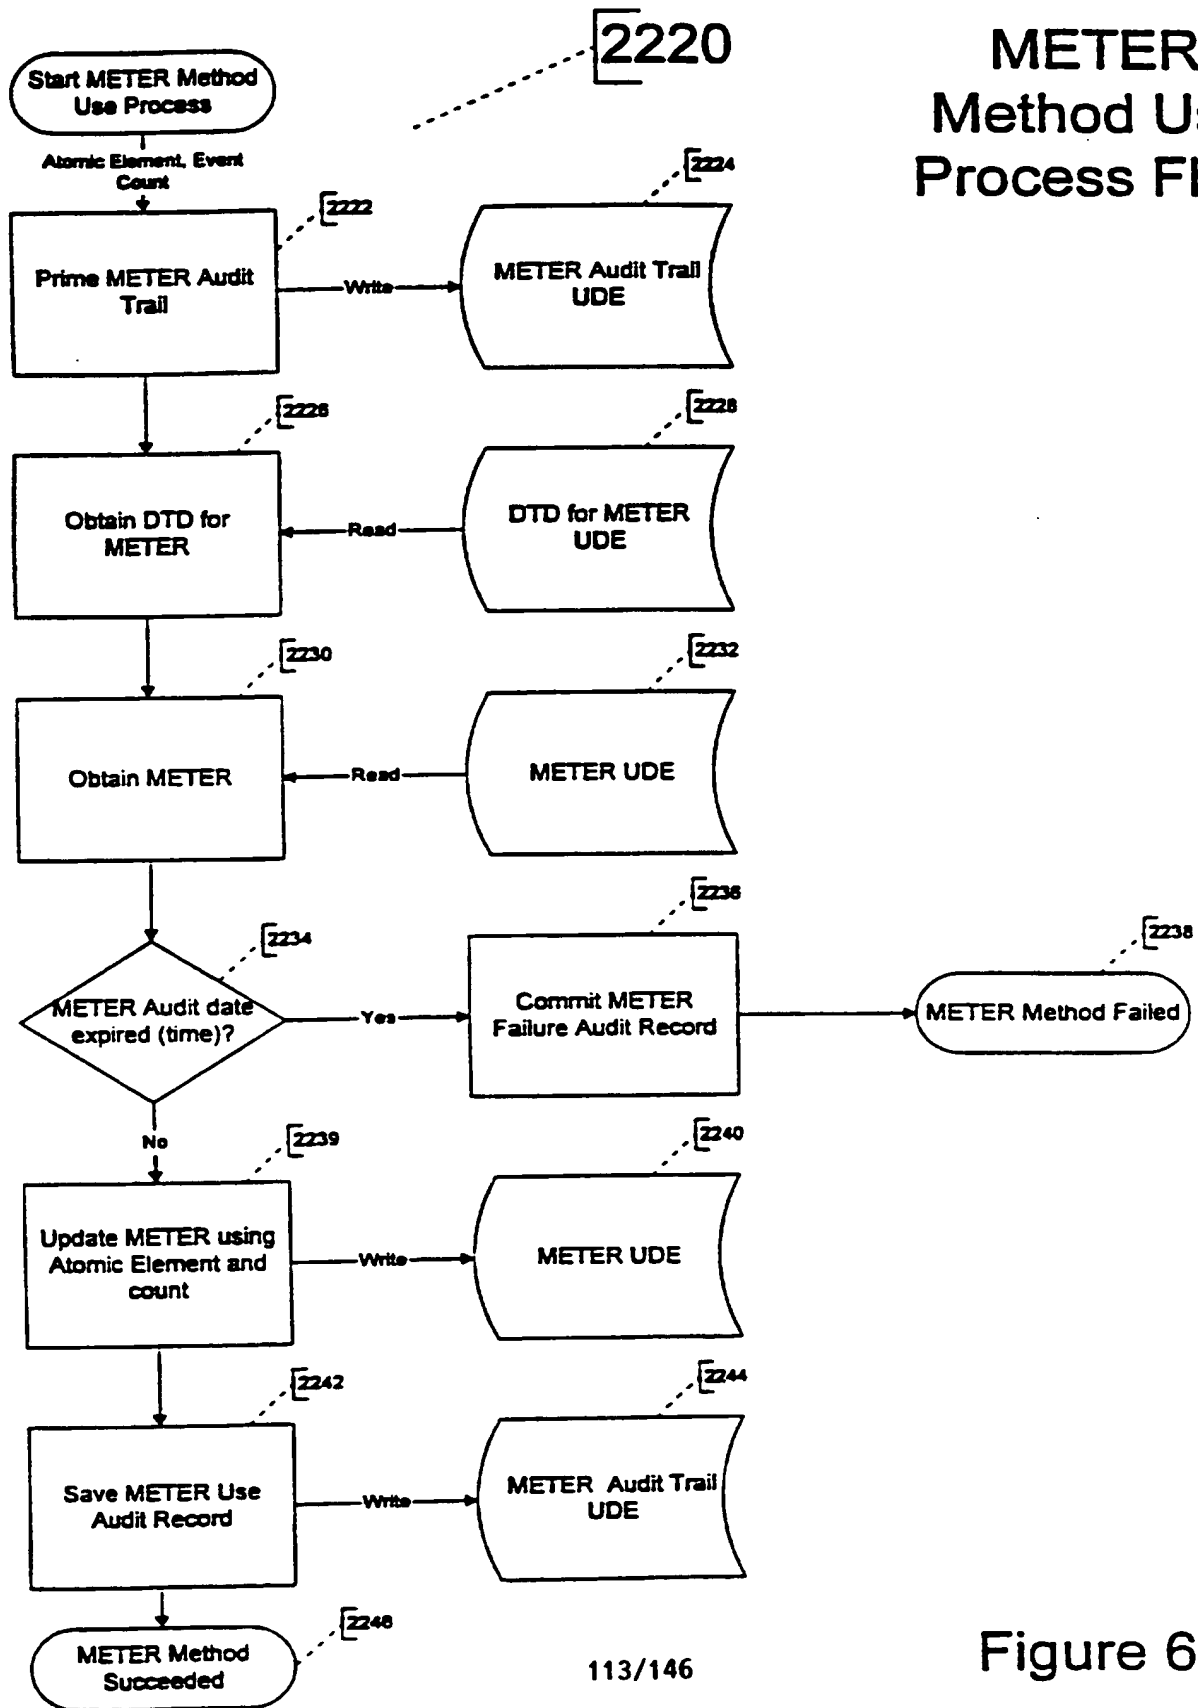 2220
METER
Method Us
Process Fl
Start METER Method
Use Process
Atomic Element, Event
Count
2222
2224
Prime METER Audit
Trail
Write
METER Audit Trail
UDE
2226
2228
Obtain DTD for
METER
Read
DTD for METER
UDE
2230
2232
Obtain METER
Read
METER UDE
2234
2236
2238
METER Audit date
expired (time)?
Yes
Commit METER
Failure Audit Record
METER Method Failed
No
2239
2240
Update METER using
Atomic Element and
count
Write
METER UDE
2242
2244
Save METER Use
Audit Record
Write
METER Audit Trail
UDE
2246
METER Method
Succeeded
113/146
Figure 6